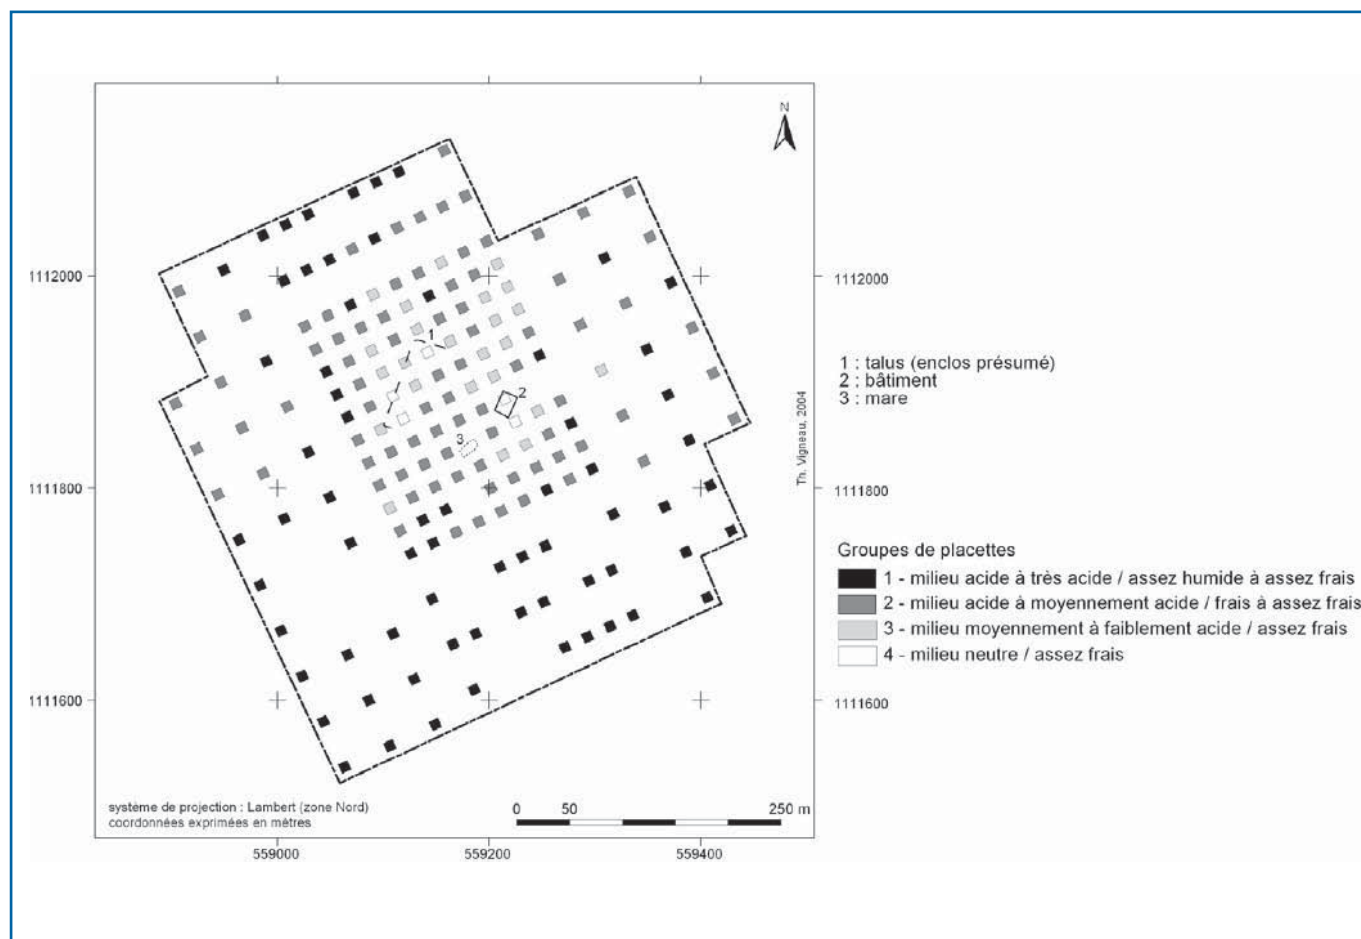 N
1112000
1112000
1
1 : talus (enclos présumé)
2 : bâtiment
3 : mare
2
3
Th. Vigneau, 2004
1111800
1111800
Groupes de placettes
1 - milieu acide à très acide / assez humide à assez frais
2 - milieu acide à moyennement acide / frais à assez frais
3 - milieu moyennement à faiblement acide / assez frais
4 - milieu neutre / assez frais
1111600
1111600
système de projection : Lambert (zone Nord)
coordonnées exprimées en mètres
0 50 250 m
559000 559200 559400